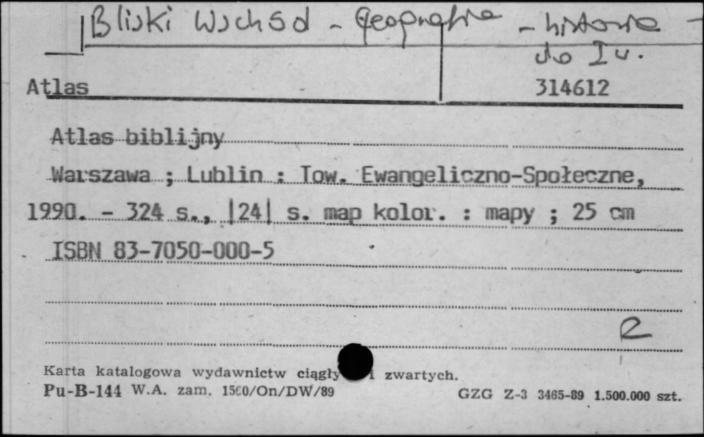 Bliski Wschód - geografia - historia -
do I w.
Atlas 314612
Atlas biblijny
Warszawa ; Lublin : Tow. Ewangeliczno-Społeczne,
1990. - 324 s., |24| s. map kolor. : mapy ; 25 cm
ISBN 83-7050-000-5
2
Karta katalogowa wydawnictw ciągły i zwartych.
Pu-B-144 W.A. zam. 1560/On/DW/89 GZG Z-3 3465-89 1.500.000 szt.